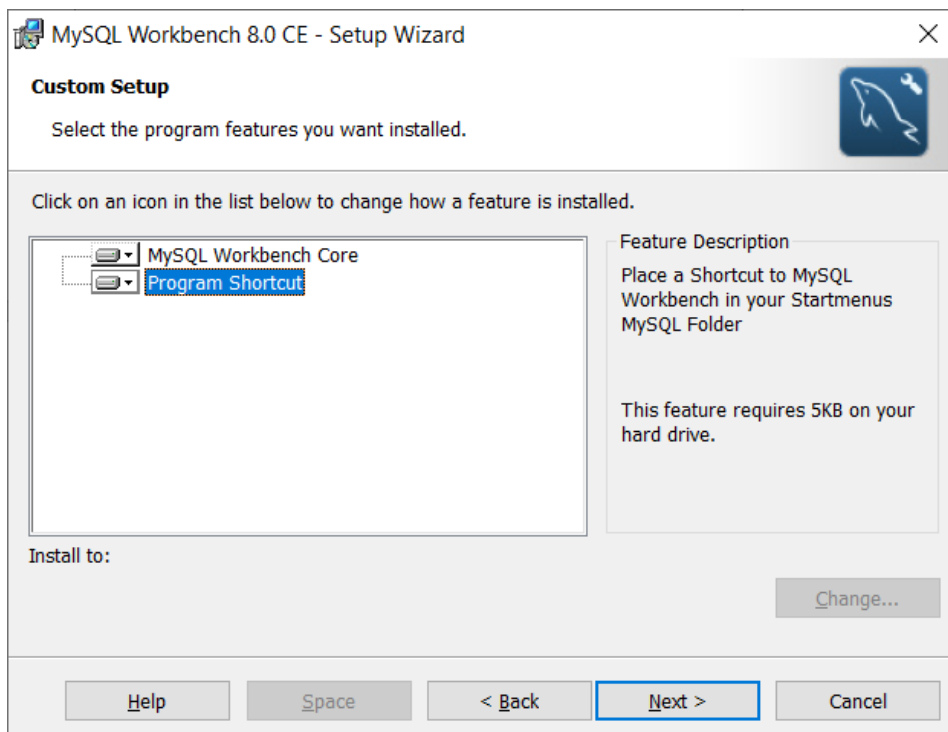 MySQL Workbench 8.0 CE - Setup Wizard
Custom Setup
Select the program features you want installed.
Click on an icon in the list below to change how a feature is installed.
MySQL Workbench Core
Program Shortcut
Feature Description
Place a Shortcut to MySQL
Workbench in your Startmenus
MySQL Folder
This feature requires 5KB on your
hard drive.
Install to:
Change...
Help
Space
< Back
Next >
Cancel